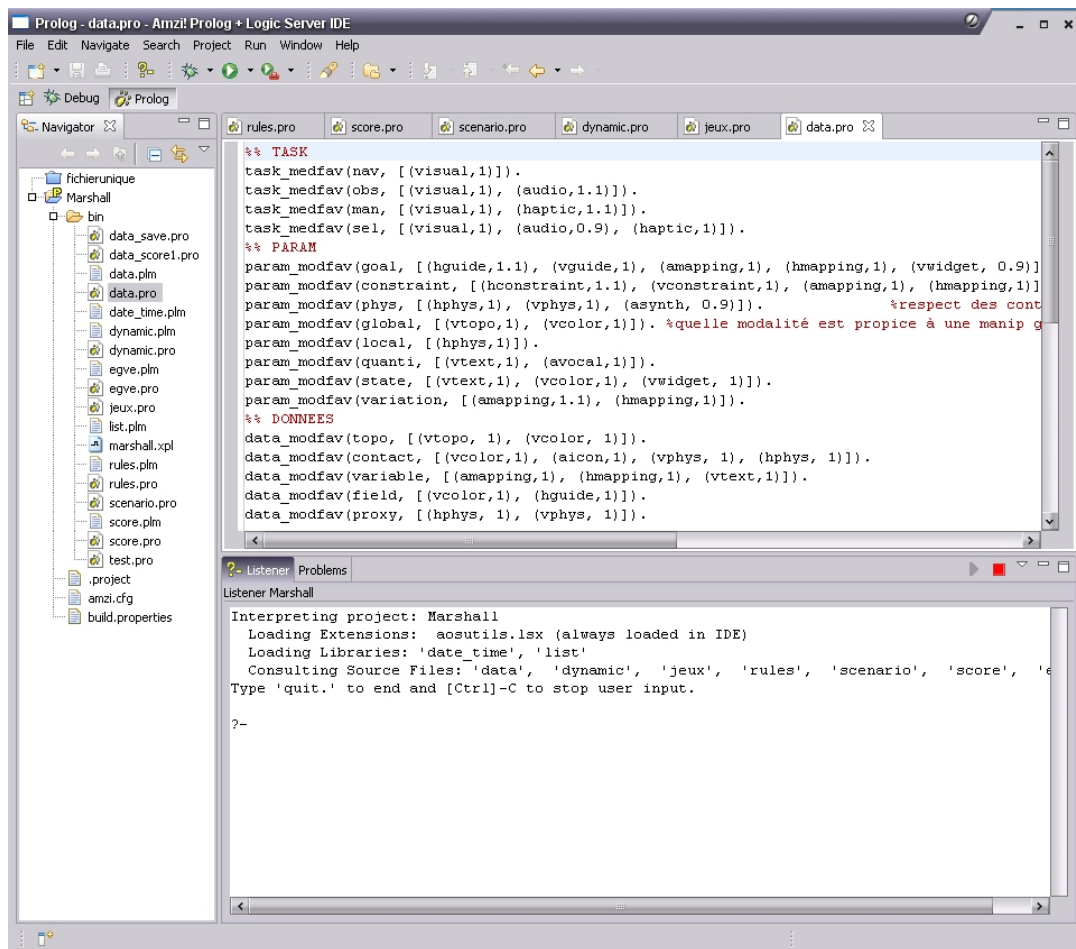 Prolog - data.pro - Amzi! Prolog + Logic Server IDE
File Edit Navigate Search Project Run Window Help
Debug Prolog
Navigator
fichierunique
Marshall
bin
data_save.pro
data_score1.pro
data.plm
data.pro
date_time.plm
dynamic.plm
dynamic.pro
egve.plm
egve.pro
jeux.pro
list.plm
marshall.xpl
rules.plm
rules.pro
scenario.pro
score.plm
score.pro
test.pro
.project
amzi.cfg
build.properties
rules.pro score.pro scenario.pro dynamic.pro jeux.pro data.pro
%% TASK
task_medfav(nav, [(visual,1)]).
task_medfav(obs, [(visual,1), (audio,1.1)]).
task_medfav(man, [(visual,1), (haptic,1.1)]).
task_medfav(sel, [(visual,1), (audio,0.9), (haptic,1)]).
%% PARAM
param_modfav(goal, [(hguide,1.1), (vguide,1), (amapping,1), (hmapping,1), (vwidget, 0.9)]
param_modfav(constraint, [(hconstraint,1.1), (vconstraint,1), (amapping,1), (hmapping,1)]
param_modfav(phys, [(hphys,1), (vphys,1), (asynth, 0.9)]). %respect des cont
param_modfav(global, [(vtopo,1), (vcolor,1)]). %quelle modalité est propice à une manip g
param_modfav(local, [(hphys,1)]).
param_modfav(quanti, [(vtext,1), (avocal,1)]).
param_modfav(state, [(vtext,1), (vcolor,1), (vwidget, 1)]).
param_modfav(variation, [(amapping,1.1), (hmapping,1)]).
%% DONNEES
data_modfav(topo, [(vtopo, 1), (vcolor, 1)]).
data_modfav(contact, [(vcolor,1), (aicon,1), (vphys, 1), (hphys, 1)]).
data_modfav(variable, [(amapping,1), (hmapping,1), (vtext,1)]).
data_modfav(field, [(vcolor,1), (hguide,1)]).
data_modfav(proxy, [(hphys, 1), (vphys, 1)]).
?- Listener Problems
Listener Marshall
Interpreting project: Marshall
Loading Extensions: aosutils.lsx (always loaded in IDE)
Loading Libraries: 'date_time', 'list'
Consulting Source Files: 'data', 'dynamic', 'jeux', 'rules', 'scenario', 'score', 'e
Type 'quit.' to end and [Ctrl]-C to stop user input.
?-